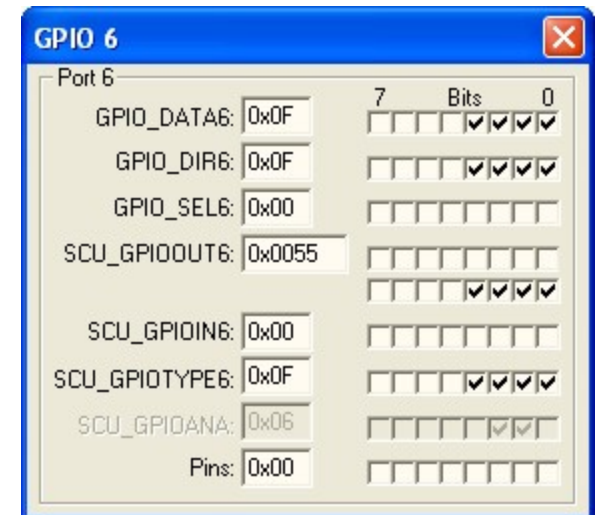 GPIO 6
Port 6
7 Bits 0
GPIO_DATA6: 0x0F
GPIO_DIR6: 0x0F
GPIO_SEL6: 0x00
SCU_GPIOOUT6: 0x0055
SCU_GPIOIN6: 0x00
SCU_GPIOTYPE6: 0x0F
SCU_GPIOANA: 0x06
Pins: 0x00